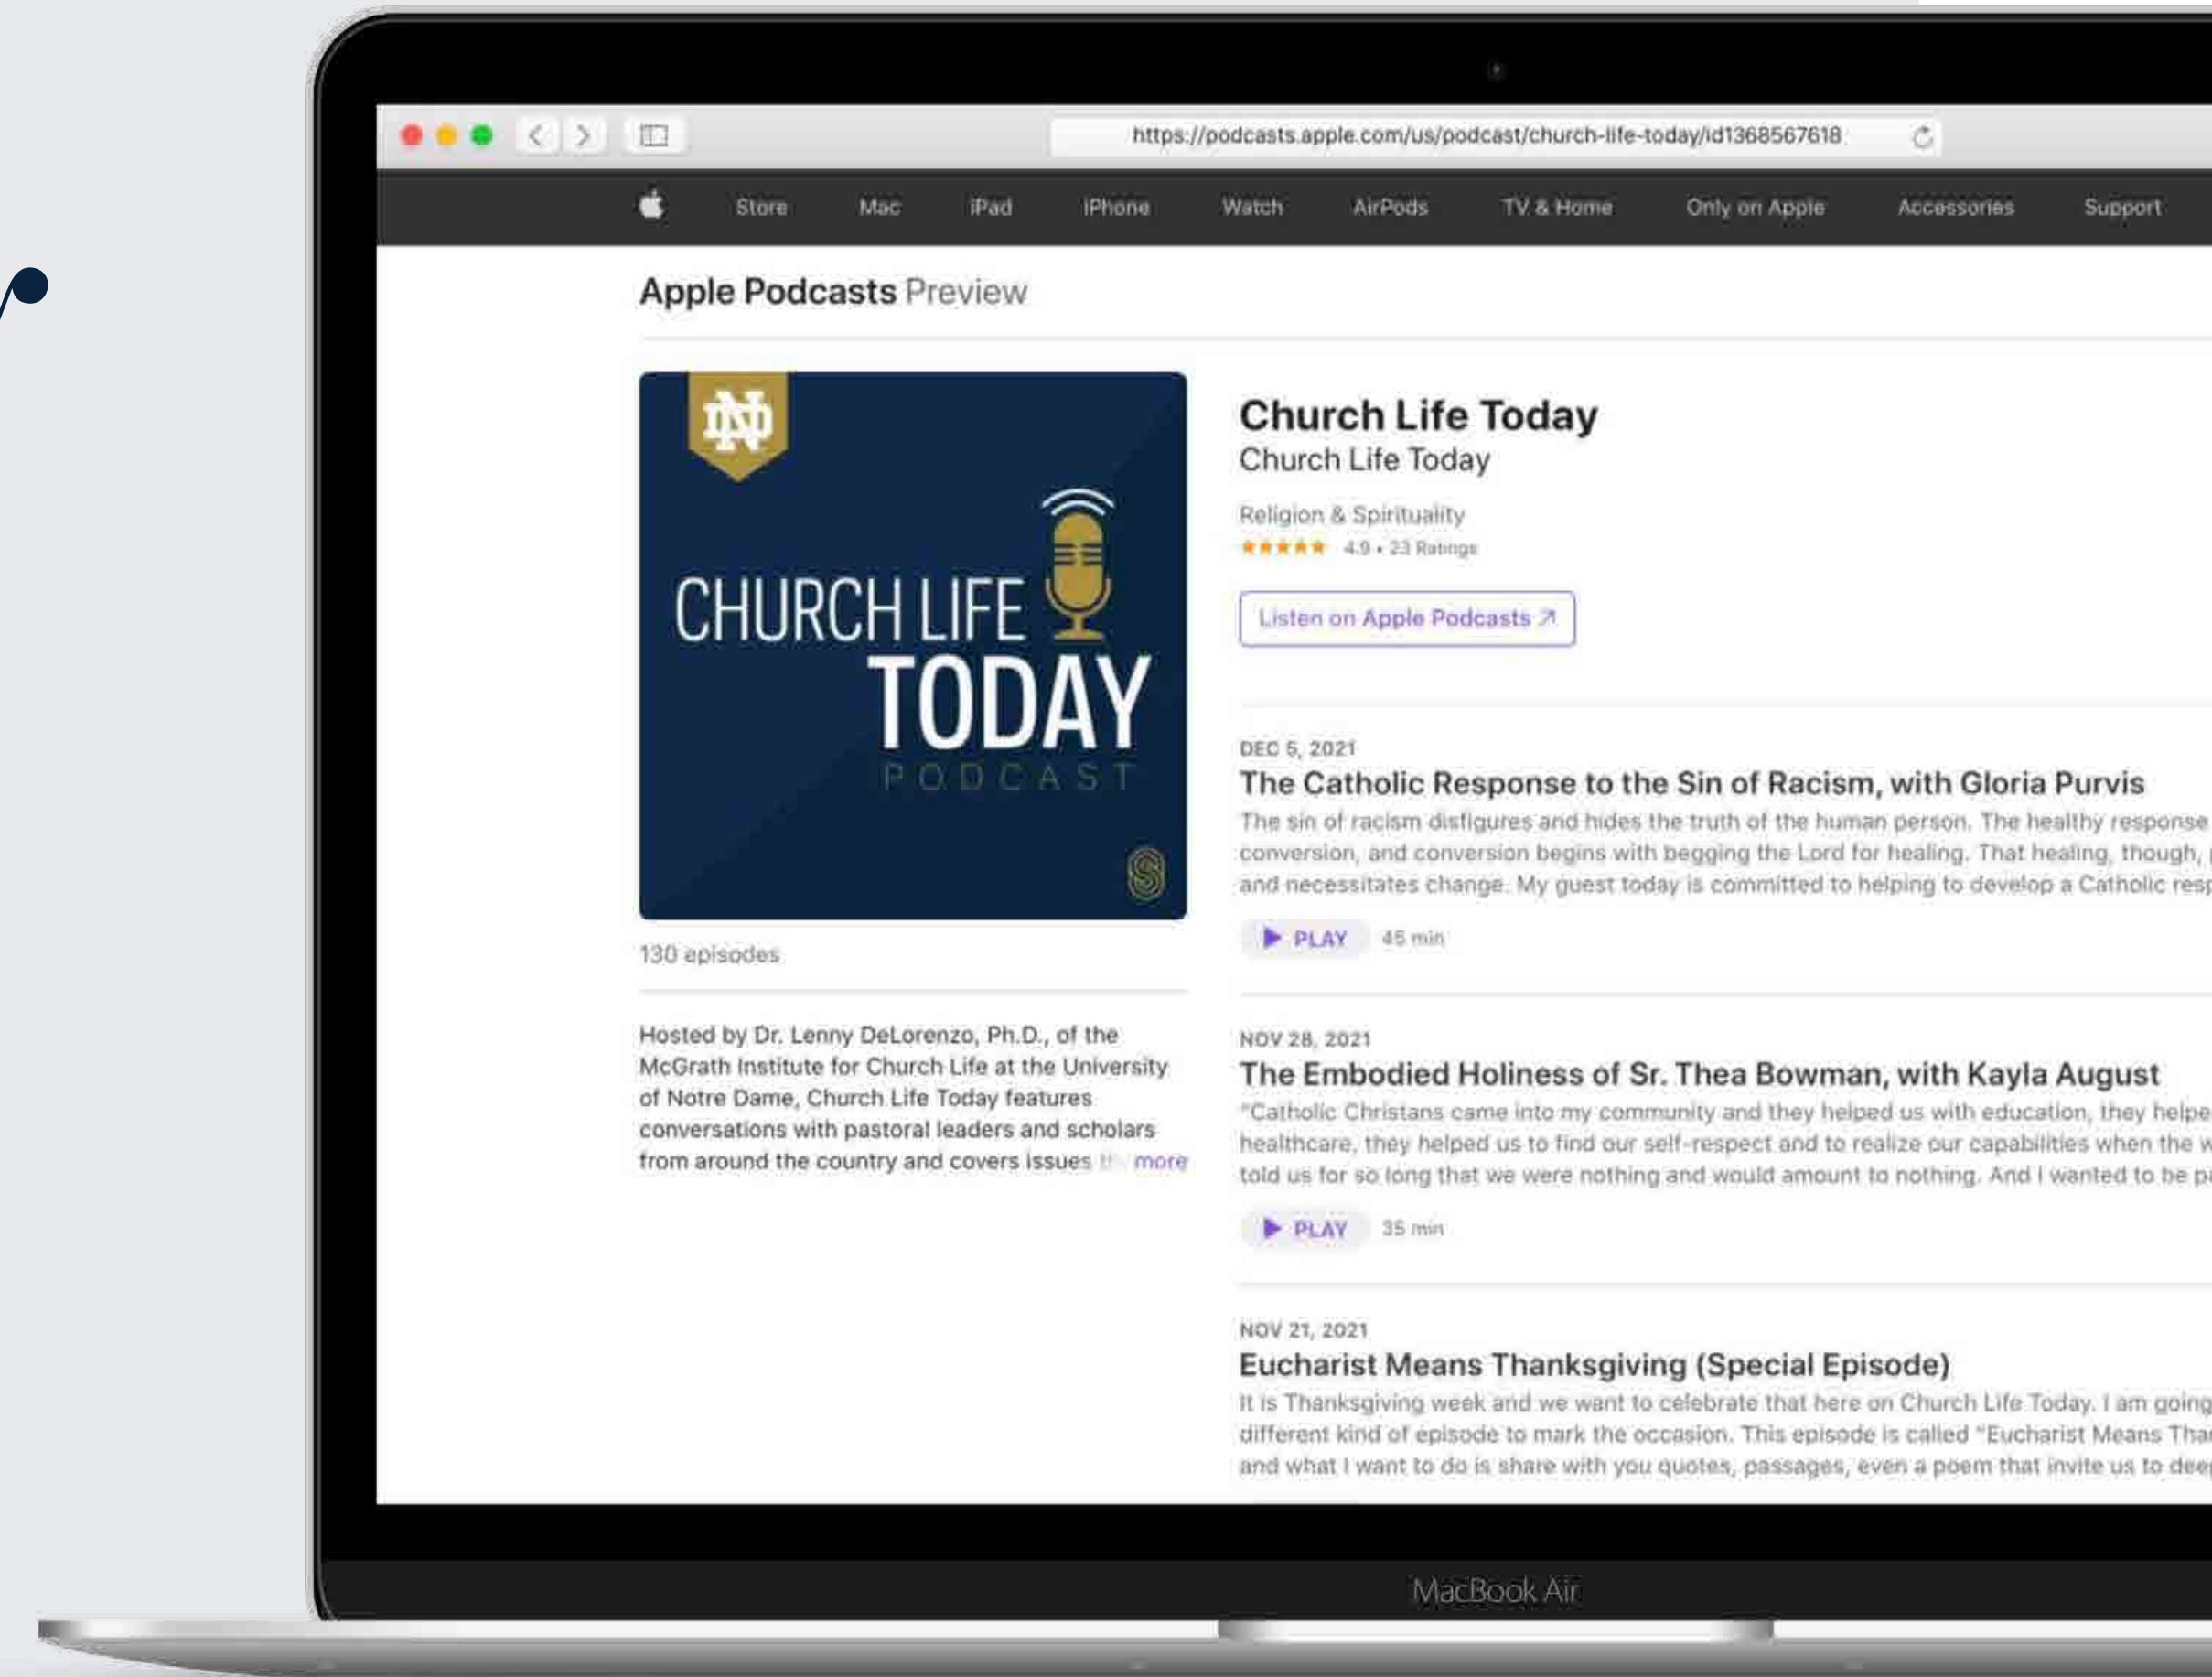 https://podcasts.apple.com/us/podcast/church-life-today/id1368567618
Store Mac iPad iPhone Watch AirPods TV & Home Only on Apple Accessories Support
Apple Podcasts Preview
ND
CHURCH LIFE
TODAY
PODCAST
S
130 episodes
Hosted by Dr. Lenny DeLorenzo, Ph.D., of the
McGrath Institute for Church Life at the University
of Notre Dame, Church Life Today features
conversations with pastoral leaders and scholars
from around the country and covers issues more
Church Life Today
Church Life Today
Religion & Spirituality
★★★★★ 4.9 • 23 Ratings
Listen on Apple Podcasts ↗
DEC 5, 2021
The Catholic Response to the Sin of Racism, with Gloria Purvis
The sin of racism disfigures and hides the truth of the human person. The healthy response
conversion, and conversion begins with begging the Lord for healing. That healing, though,
and necessitates change. My guest today is committed to helping to develop a Catholic resp
PLAY 45 min
NOV 28, 2021
The Embodied Holiness of Sr. Thea Bowman, with Kayla August
"Catholic Christans came into my community and they helped us with education, they helpe
healthcare, they helped us to find our self-respect and to realize our capabilities when the w
told us for so long that we were nothing and would amount to nothing. And I wanted to be pa
PLAY 35 min
NOV 21, 2021
Eucharist Means Thanksgiving (Special Episode)
It is Thanksgiving week and we want to celebrate that here on Church Life Today. I am going
different kind of episode to mark the occasion. This episode is called "Eucharist Means Than
and what I want to do is share with you quotes, passages, even a poem that invite us to deep
MacBook Air